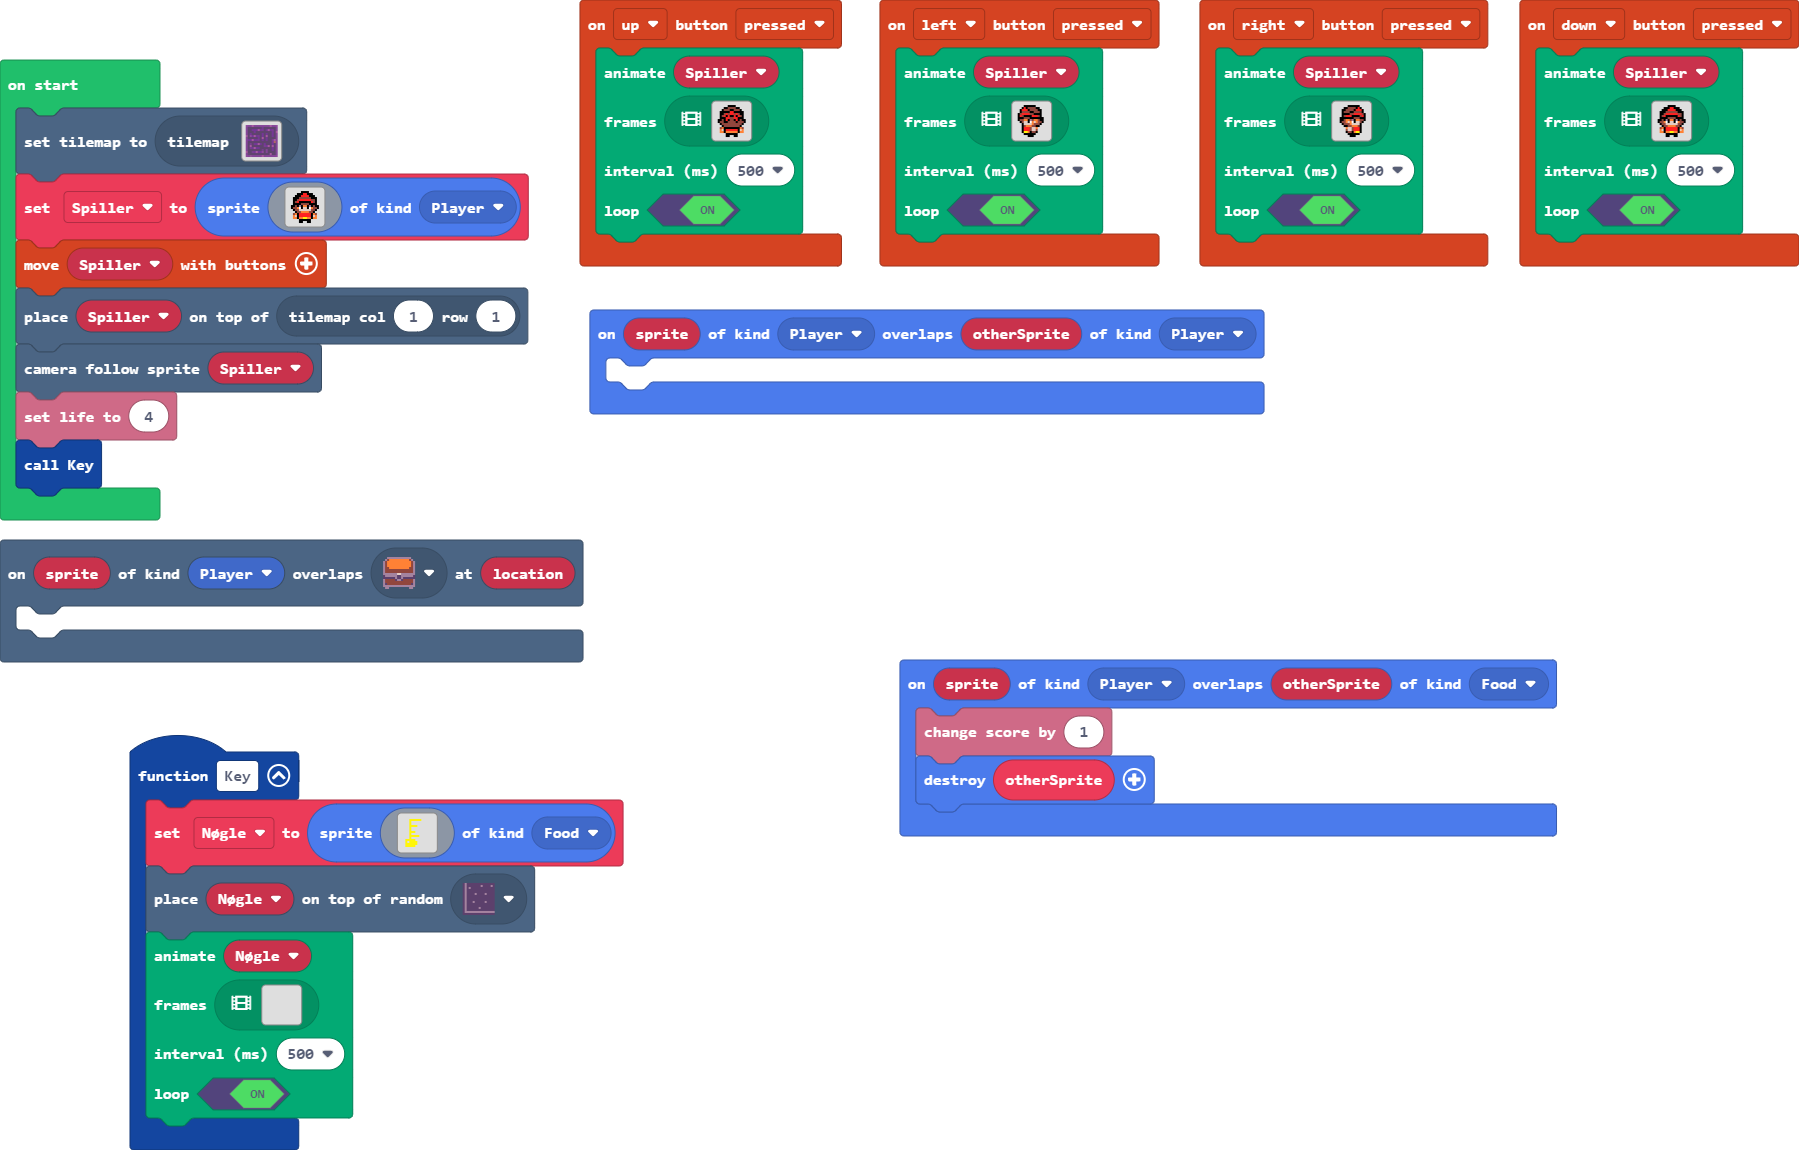 on start
set tilemap to tilemap
set Spiller to sprite of kind Player
move Spiller with buttons
place Spiller on top of tilemap col 1 row 1
camera follow sprite Spiller
set life to 4
call Key
on up button pressed
animate Spiller
frames
interval (ms) 500
loop ON
on left button pressed
animate Spiller
frames
interval (ms) 500
loop ON
on right button pressed
animate Spiller
frames
interval (ms) 500
loop ON
on down button pressed
animate Spiller
frames
interval (ms) 500
loop ON
on sprite of kind Player overlaps otherSprite of kind Player
on sprite of kind Player overlaps at location
on sprite of kind Player overlaps otherSprite of kind Food
change score by 1
destroy otherSprite
function Key
set Nøgle to sprite of kind Food
place Nøgle on top of random
animate Nøgle
frames
interval (ms) 500
loop ON